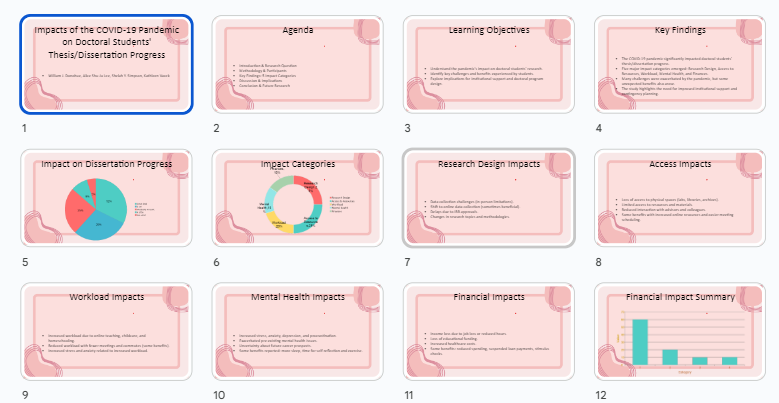 Impacts of the COVID-19 Pandemic
on Doctoral Students'
Thesis/Dissertation Progress
1
Agenda
Introduction & Research Question
Methodology & Participants
Key Findings: 5 Impact Categories
Discussion & Implications
Conclusion & Future Research
2
Learning Objectives
Understand the pandemic's impact on doctoral students' research.
Identify key challenges and benefits experienced by students.
Explore implications for institutional support and doctoral program
design.
3
Key Findings
The COVID-19 pandemic significantly impacted doctoral student
thesis/dissertation progress.
Five major impact categories emerged: Research Design, Access to
Resources, Workload, Mental Health, and Finances.
Many challenges were exacerbated by the pandemic, but some
unexpected benefits also arose.
The study highlights the need for improved institutional support and
contingency planning.
4
Impact on Dissertation Progress
5
Impact Categories
6
Research Design Impacts
Data collection challenges (in-person limitations).
Shift to online data collection (sometimes beneficial).
Delays due to IRB approvals.
Changes in research topics and methodologies.
7
Access Impacts
Loss of access to physical spaces (labs, libraries, archives).
Limited access to resources and materials.
Reduced interaction with advisors and colleagues.
Some benefits with increased online resources and easier meeting
scheduling.
8
Workload Impacts
Increased workload due to online teaching, childcare, and
homeschooling.
Reduced workload with fewer meetings and commutes (some benefits).
Increased stress and anxiety related to increased workload.
9
Mental Health Impacts
Increased stress, anxiety, depression, and procrastination.
Exacerbated pre-existing mental health issues.
Uncertainty about future career prospects.
Some benefits reported: more sleep, time for self-reflection and exercise.
10
Financial Impacts
Income loss due to job loss or reduced hours.
Loss of educational funding.
Increased healthcare costs.
Some benefits: reduced spending, suspended loan payments, stimulus
checks.
11
Financial Impact Summary
12